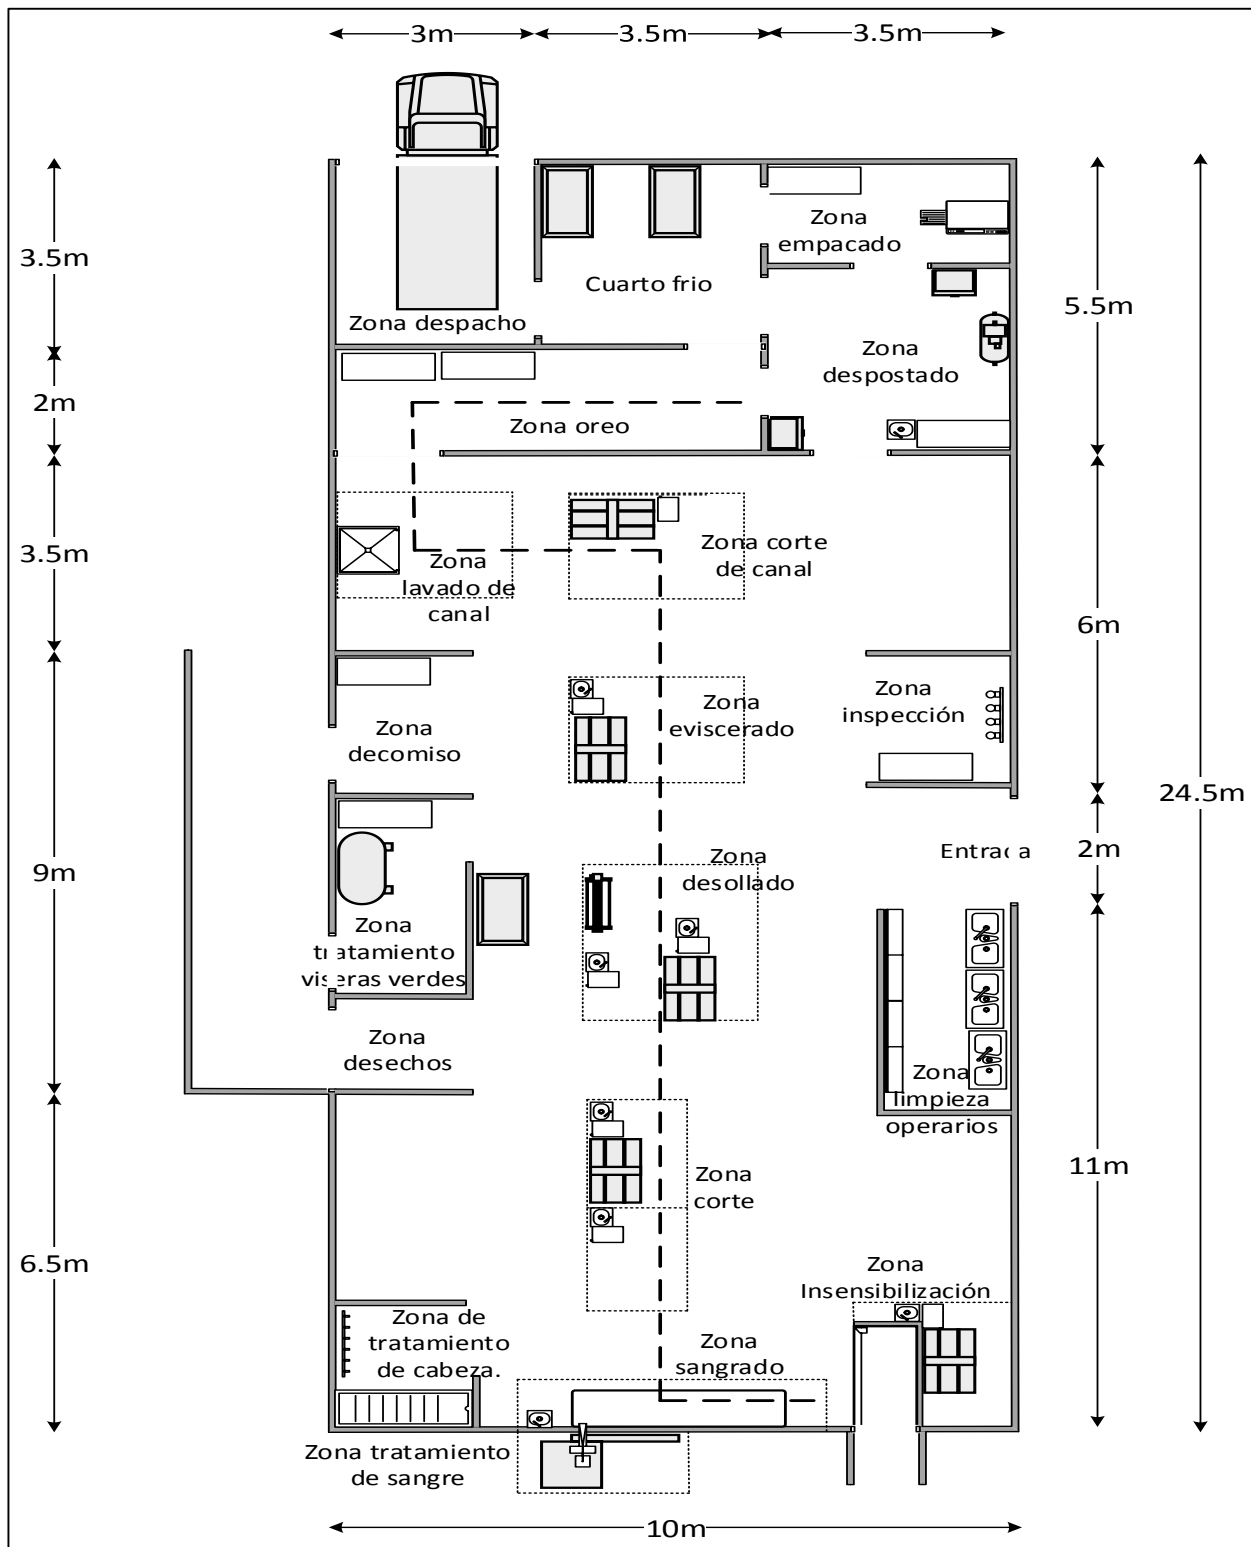 3m
3.5m
3.5m
3.5m
Zona
empacado
Cuarto frio
5.5m
Zona despacho
Zona
despostado
2m
Zona oreo
3.5m
Zona corte
de canal
Zona
lavado de
canal
6m
Zona
inspección
Zona
eviscerado
Zona
decomiso
24.5m
Entrada
2m
Zona
desollado
9m
Zona
tratamiento
viseras verdes
Zona
desechos
Zona
limpieza
operarios
11m
Zona
corte
6.5m
Zona
Insensibilización
Zona de
tratamiento
de cabeza.
Zona
sangrado
Zona tratamiento
de sangre
10m